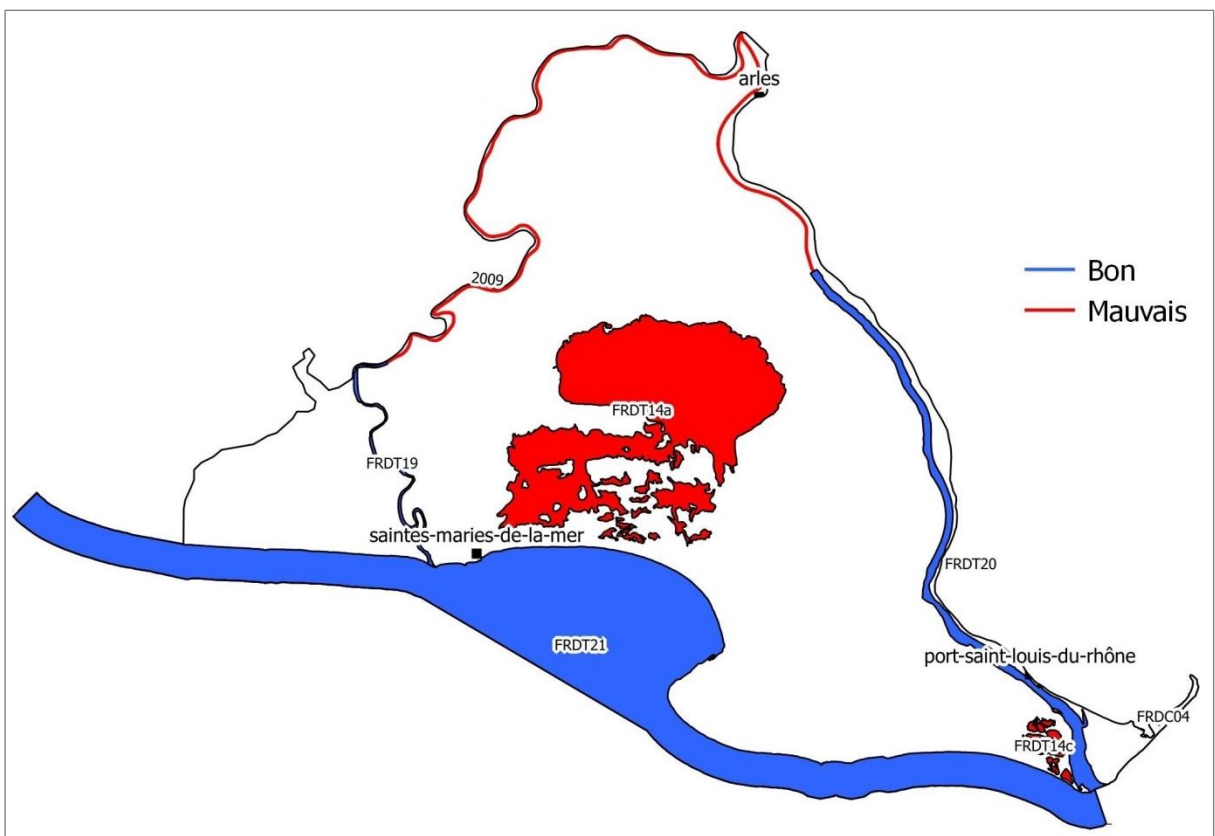 arles
Bon
2009
Mauvais
FRDT14a
FRDT19
saintes-maries-de-la-mer
FRDT20
FRDT21
port-saint-louis-du-rhône
FRDC04
FRDT14c